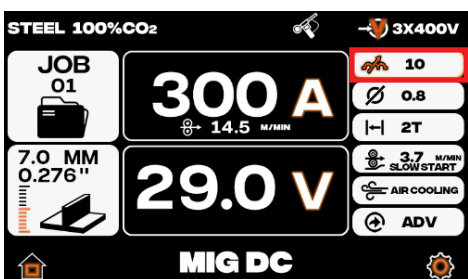 STEEL 100%CO2
3X400V
JOB
01
300 A
14.5 M/MIN
7.0 MM
0.276"
29.0 V
10
0.8
2T
3.7 M/MIN
SLOW START
AIR COOLING
ADV
MIG DC